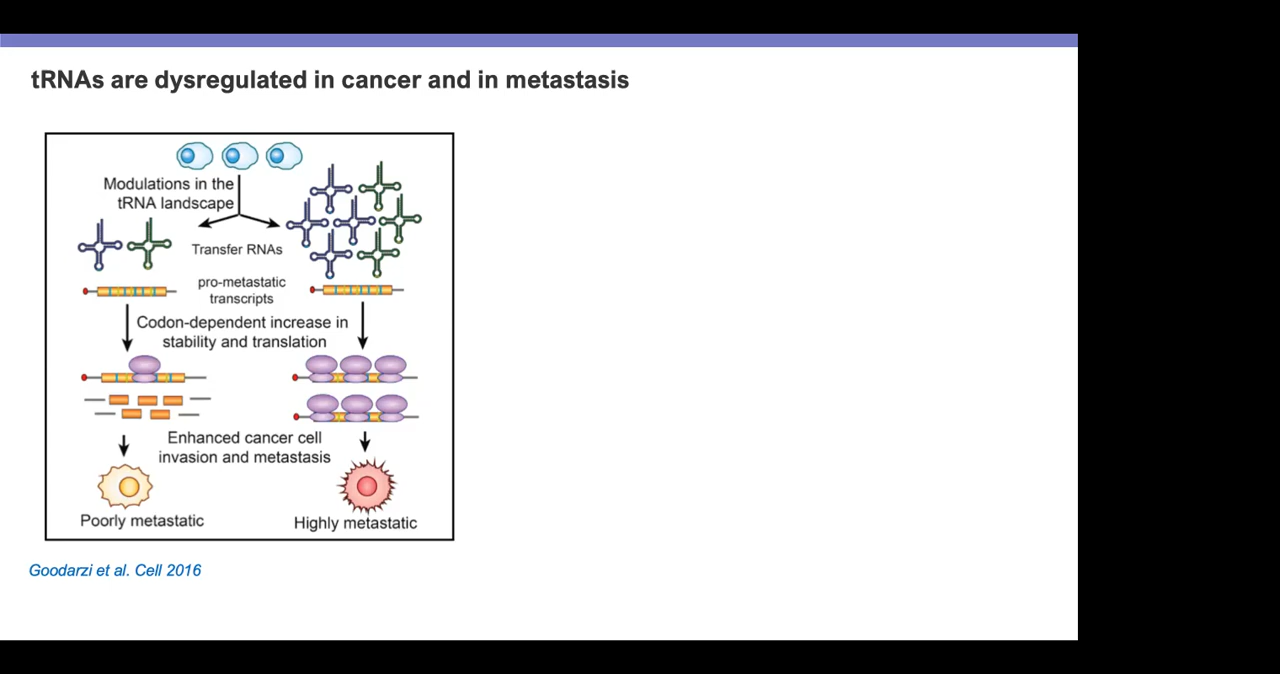 tRNAs are dysregulated in cancer and in metastasis
Modulations in the
tRNA landscape
Transfer RNAs
pro-metastatic
transcripts
Codon-dependent increase in
stability and translation
Enhanced cancer cell
invasion and metastasis
Poorly metastatic
Highly metastatic
Goodarzi et al. Cell 2016